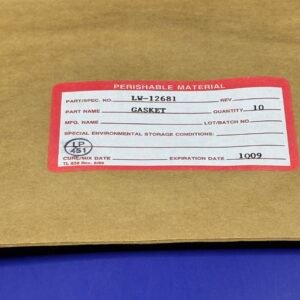 PERISHABLE MATERIAL
PART/SPEC. NO. LW-12681 REV.
PART NAME GASKET QUANTITY 10
MFG. NAME LOT/BATCH NO.
SPECIAL ENVIRONMENTAL STORAGE CONDITIONS:
LP
451
CURE/MIX DATE EXPIRATION DATE 1Q09